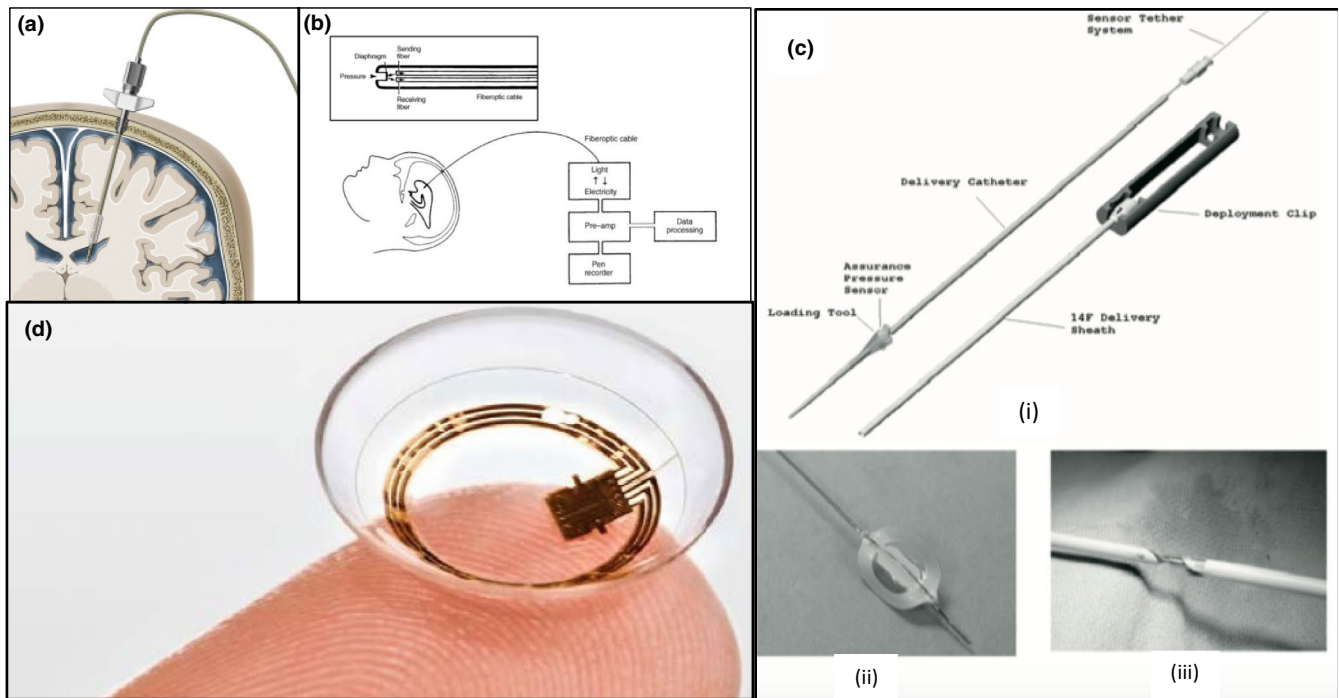 (a)
(b)
Diaphragm
Sending
fiber
Pressure
Receiving
fiber
Fiberoptic cable
Fiberoptic cable
Light
↑ ↓
Electricity
Pre–amp
Data
processing
Pen
recorder
(c)
Sensor Tether
System
Delivery Catheter
Deployment Clip
Assurance
Pressure
Sensor
Loading Tool
14F Delivery
Sheath
(i)
(ii)
(iii)
(d)